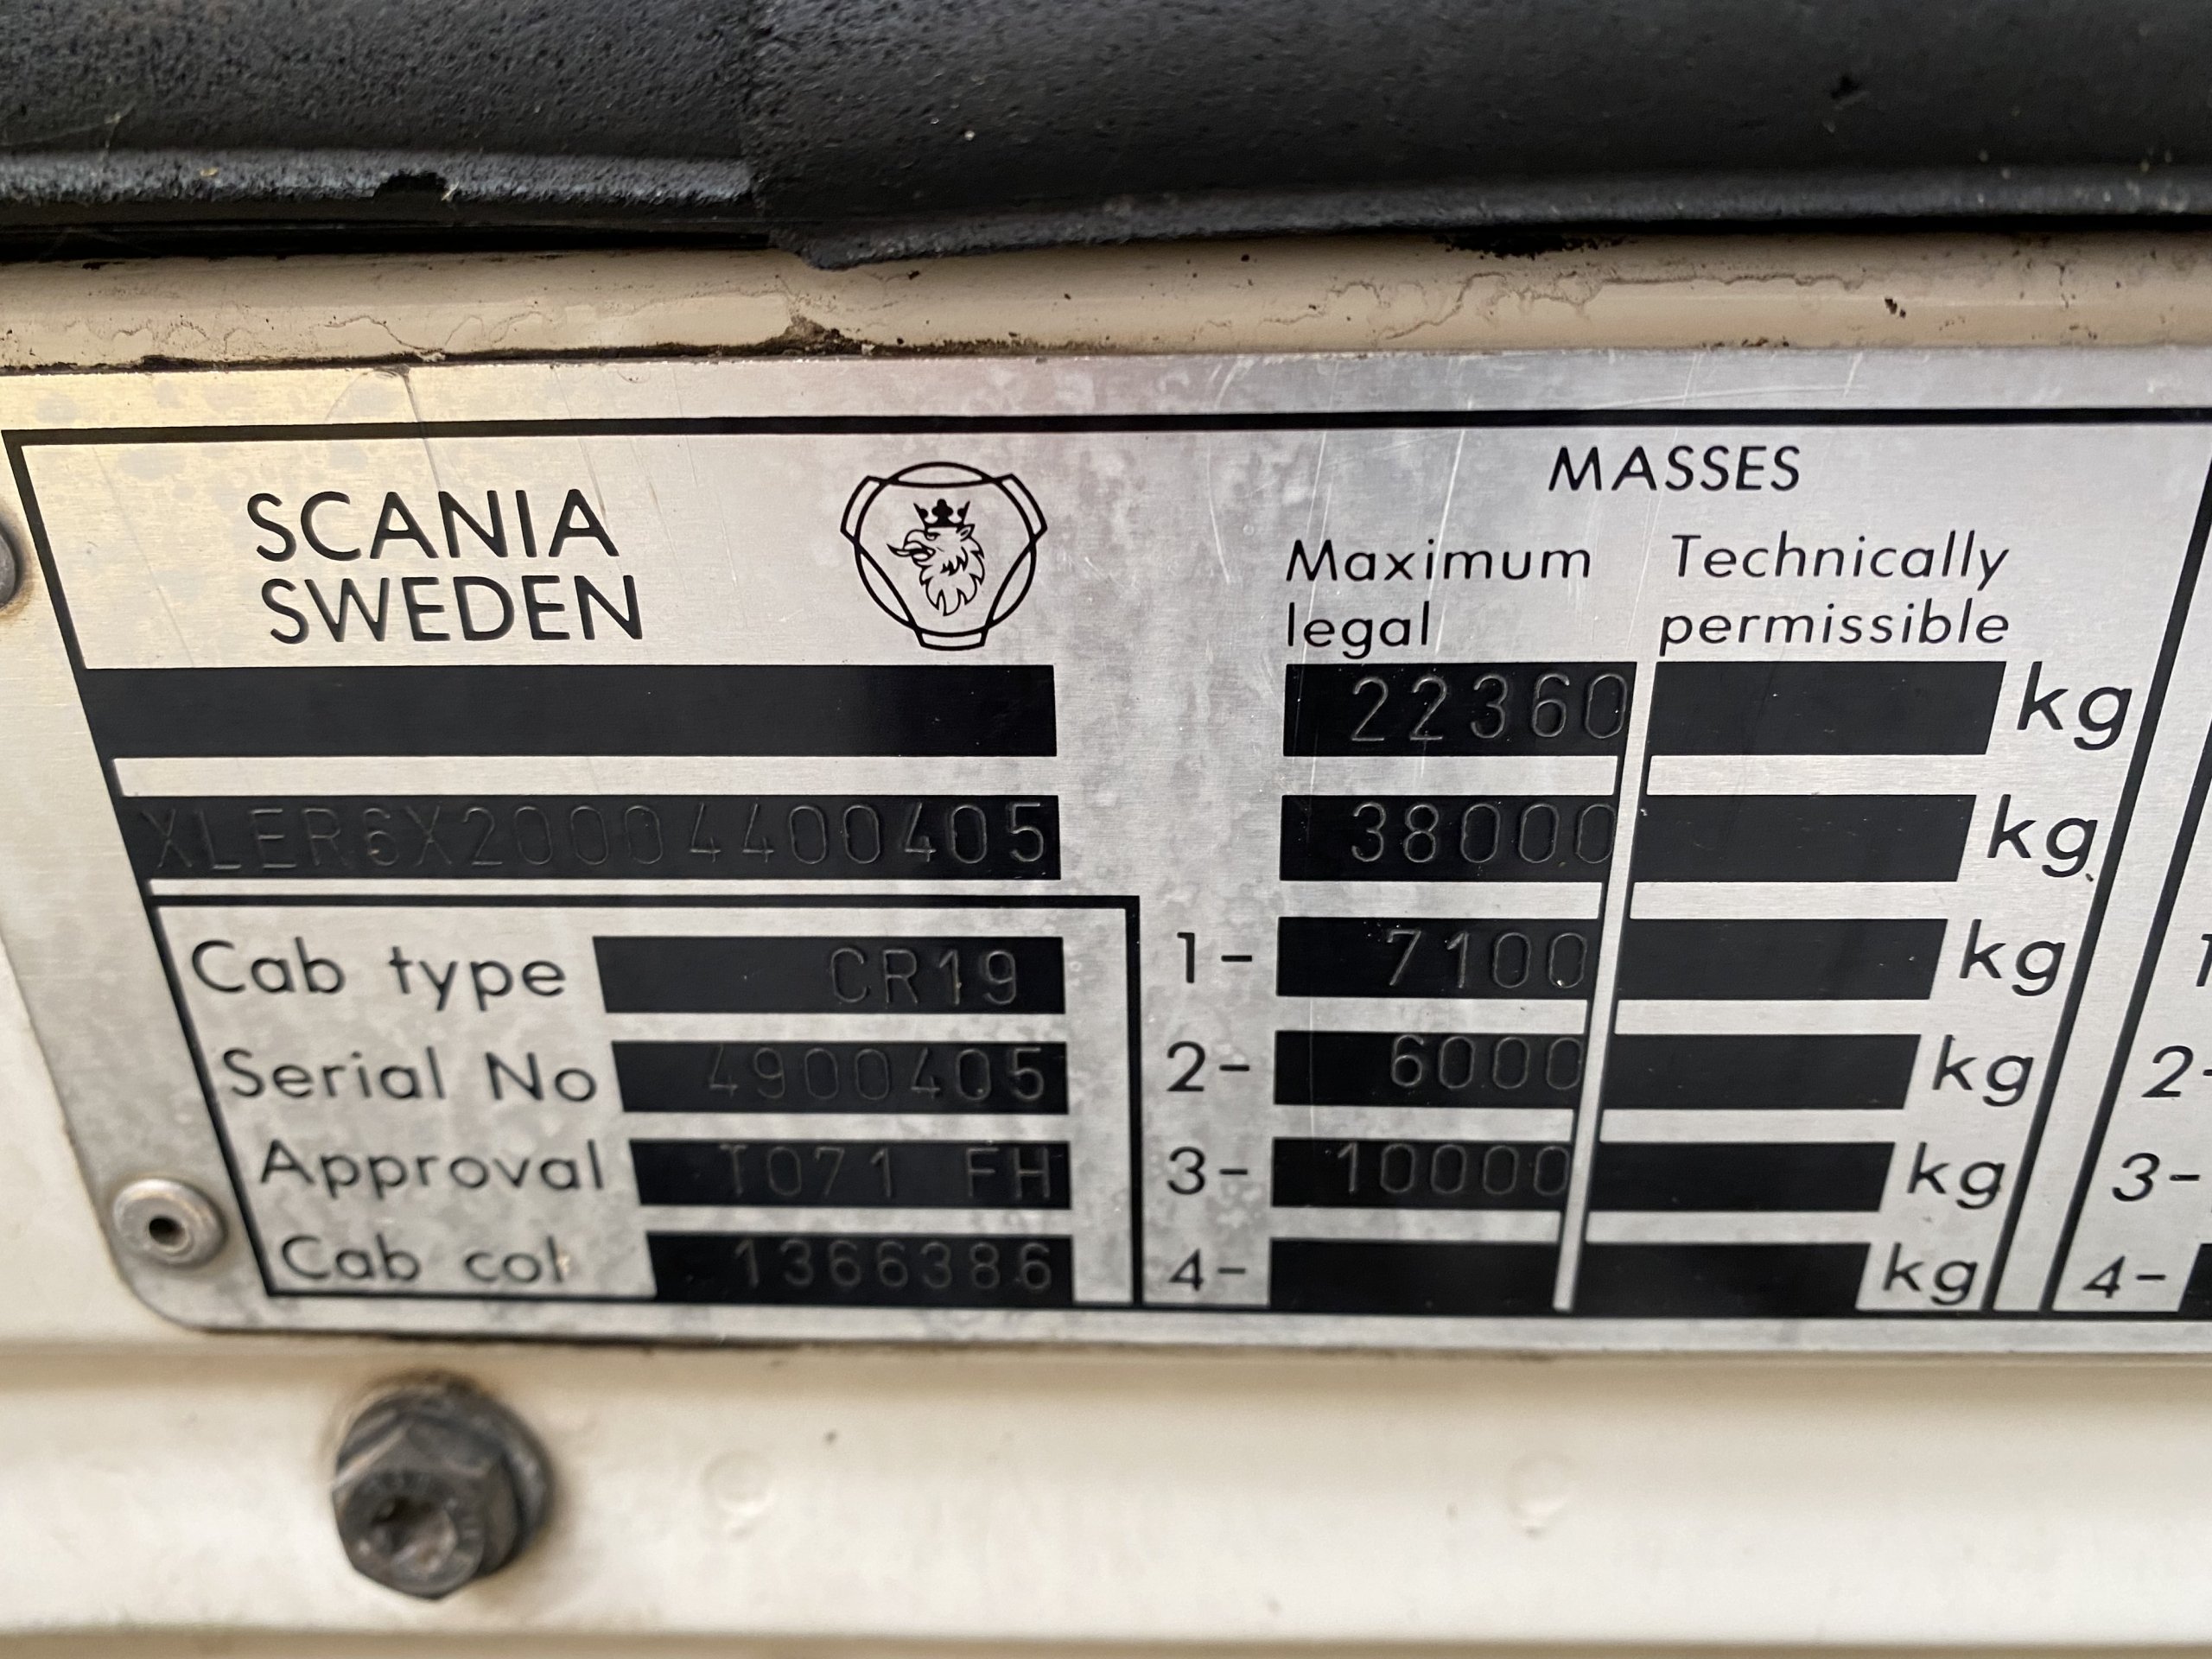 SCANIA
SWEDEN
XLER6X20004400405
Cab type CR19
Serial No 4900405
Approval T071 FH
Cab col 1366386
MASSES
Maximum legal
Technically permissible
22360 kg
38000 kg
1- 7100 kg
2- 6000 kg
3- 10000 kg
4- kg
1
2-
3-
4-